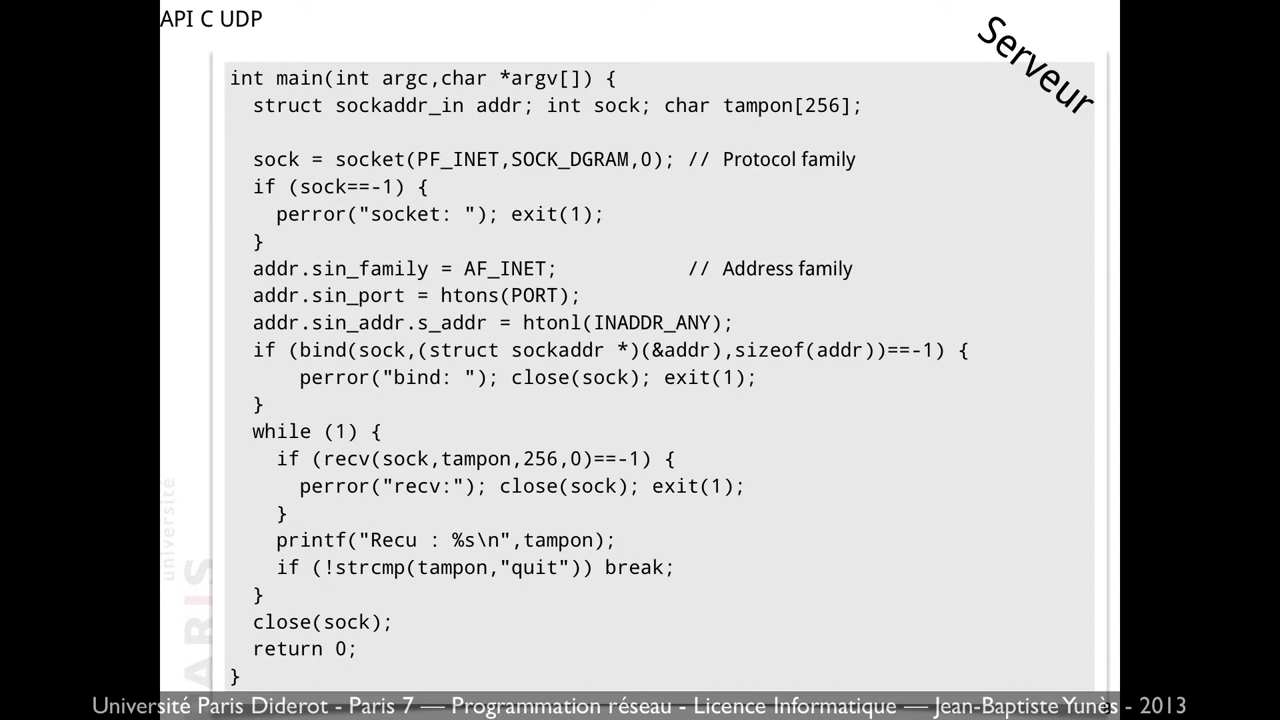 API C UDP
Serveur
int main(int argc,char *argv[]) {
struct sockaddr_in addr; int sock; char tampon[256];
sock = socket(PF_INET,SOCK_DGRAM,0); // Protocol family
if (sock==-1) {
perror("socket: "); exit(1);
}
addr.sin_family = AF_INET; // Address family
addr.sin_port = htons(PORT);
addr.sin_addr.s_addr = htonl(INADDR_ANY);
if (bind(sock,(struct sockaddr *)(&addr),sizeof(addr))==-1) {
perror("bind: "); close(sock); exit(1);
}
while (1) {
if (recv(sock,tampon,256,0)==-1) {
perror("recv:"); close(sock); exit(1);
}
printf("Recu : %s\n",tampon);
if (!strcmp(tampon,"quit")) break;
}
close(sock);
return 0;
}
université
ARIS
Université Paris Diderot - Paris 7 — Programmation réseau - Licence Informatique — Jean-Baptiste Yunès - 2013